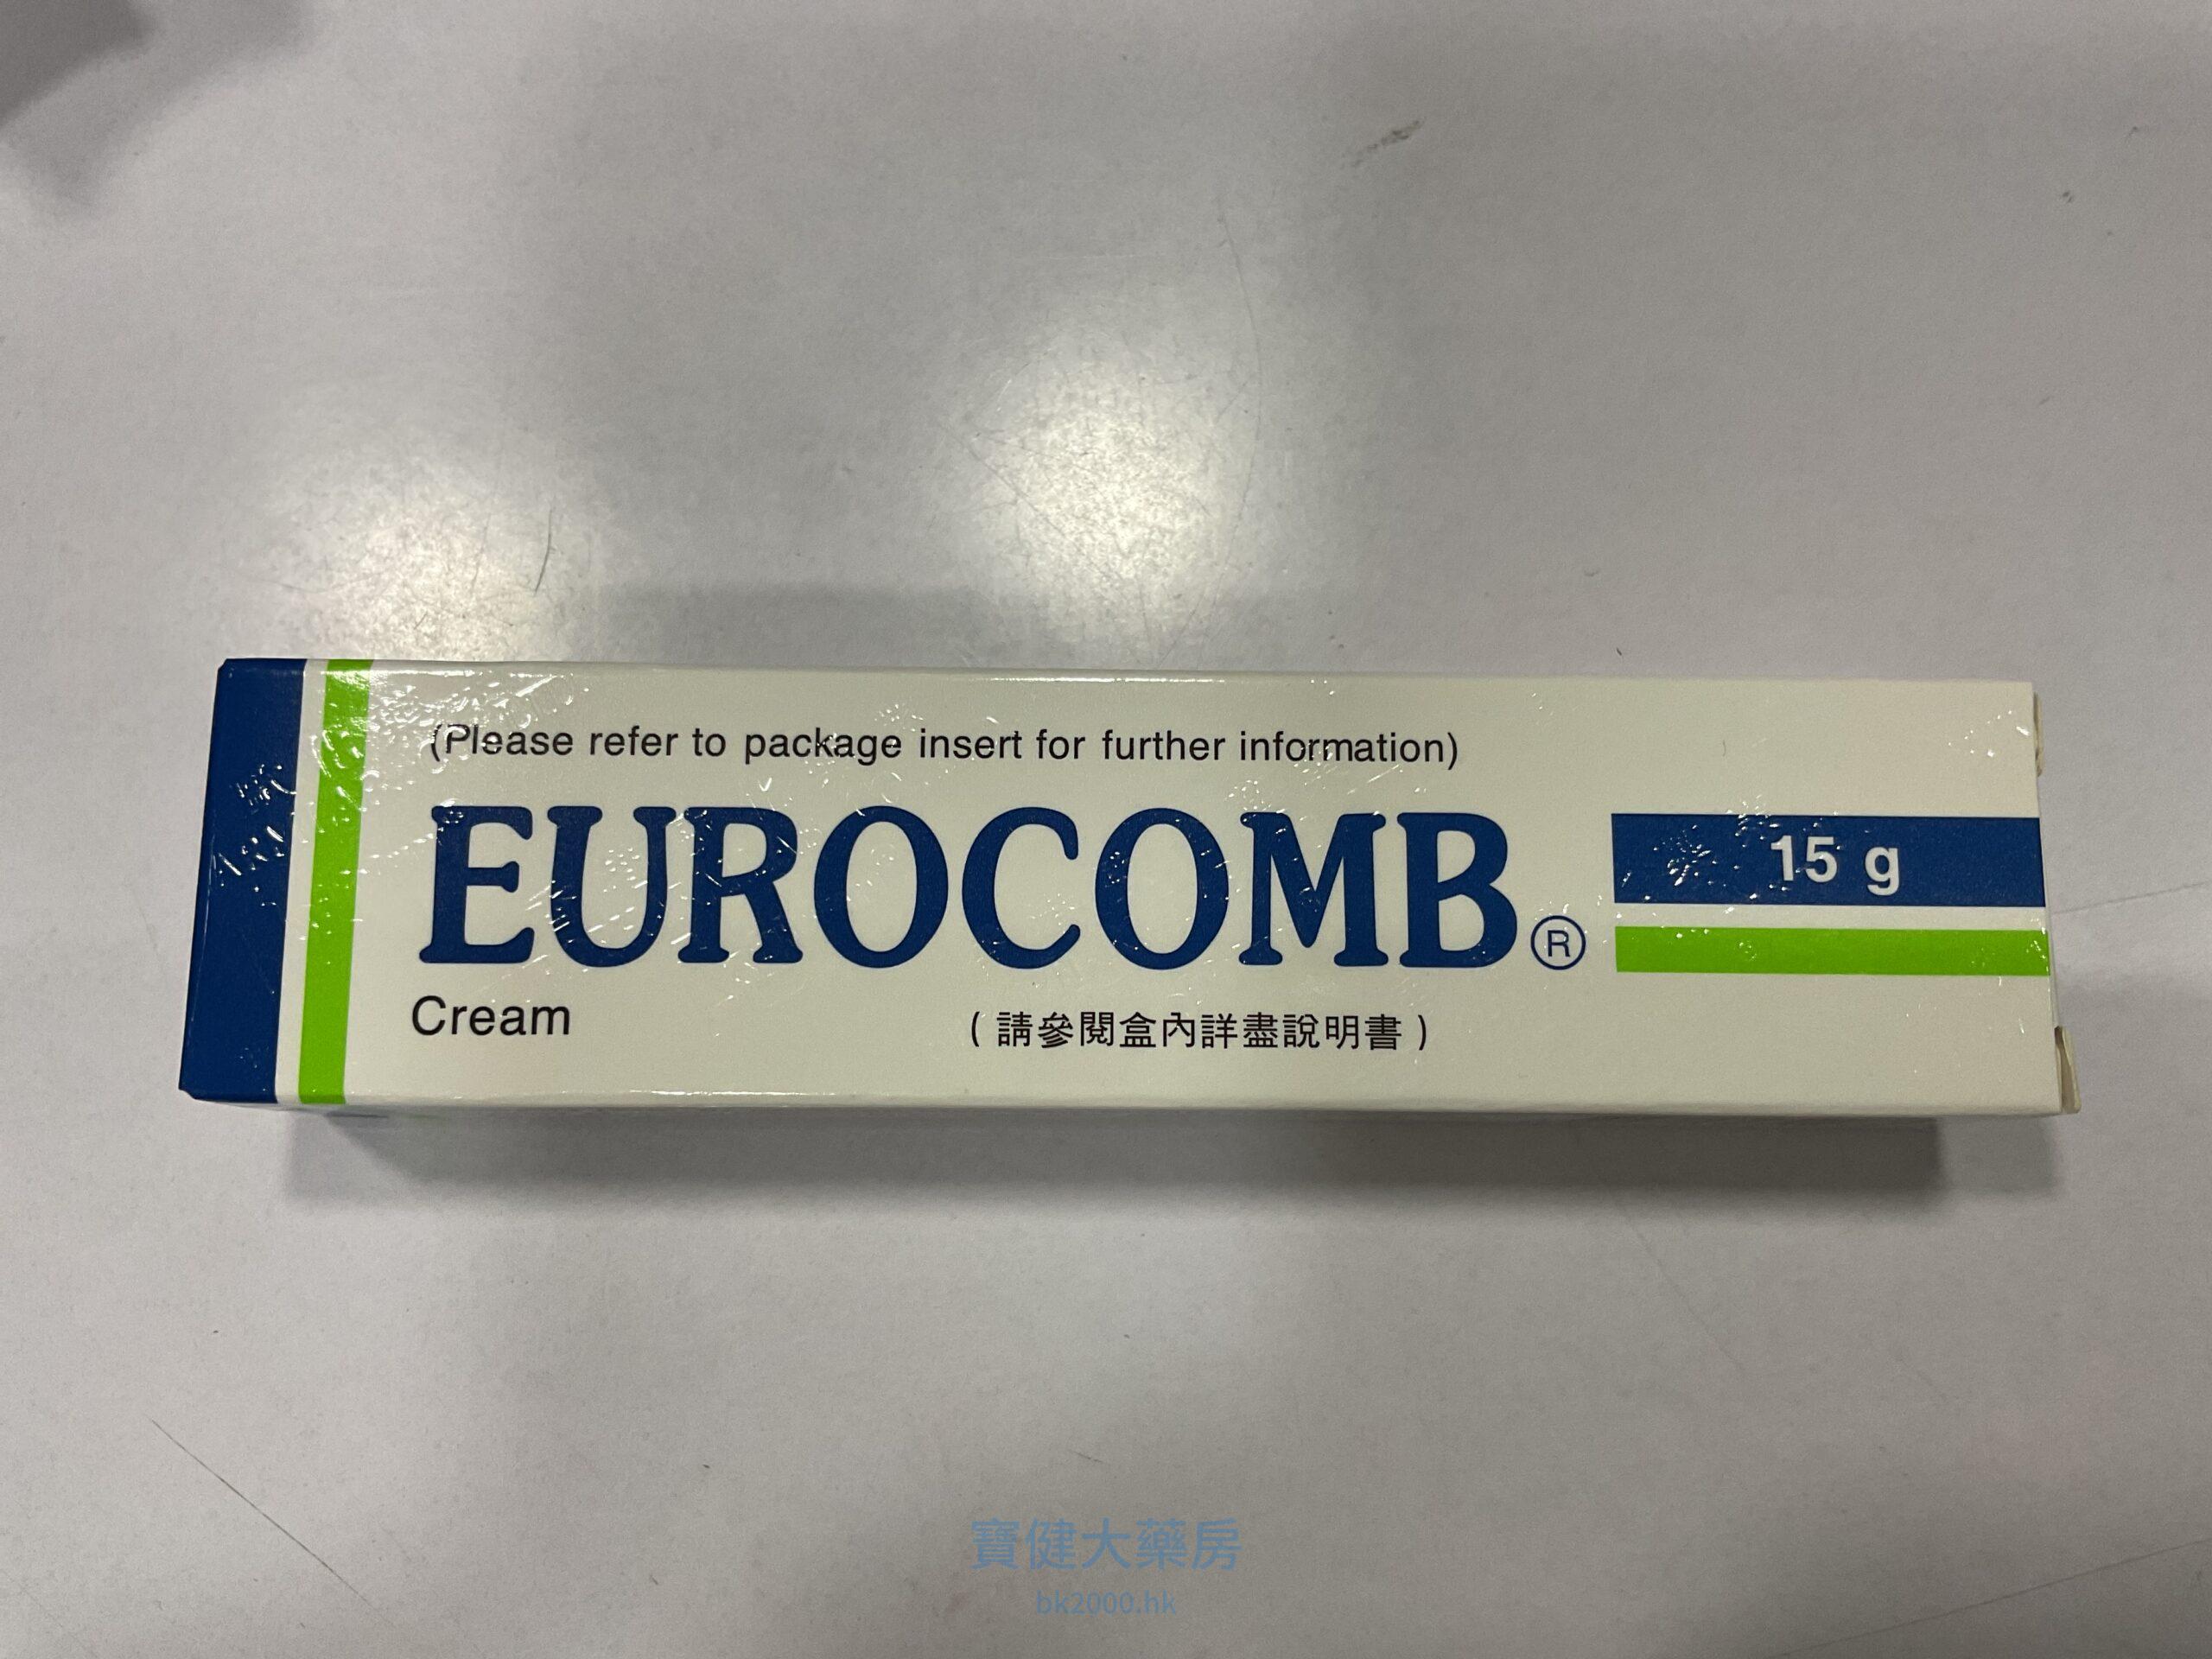 (Please refer to package insert for further information)
EUROCOMB®
15 g
Cream
（請參閱盒內詳盡說明書）
寶健大藥房
bk2000.hk